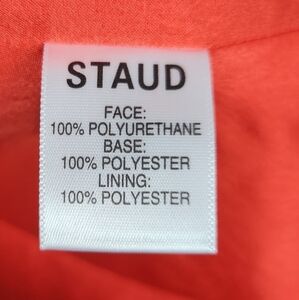 STAUD
FACE:
100% POLYURETHANE
BASE:
100% POLYESTER
LINING:
100% POLYESTER